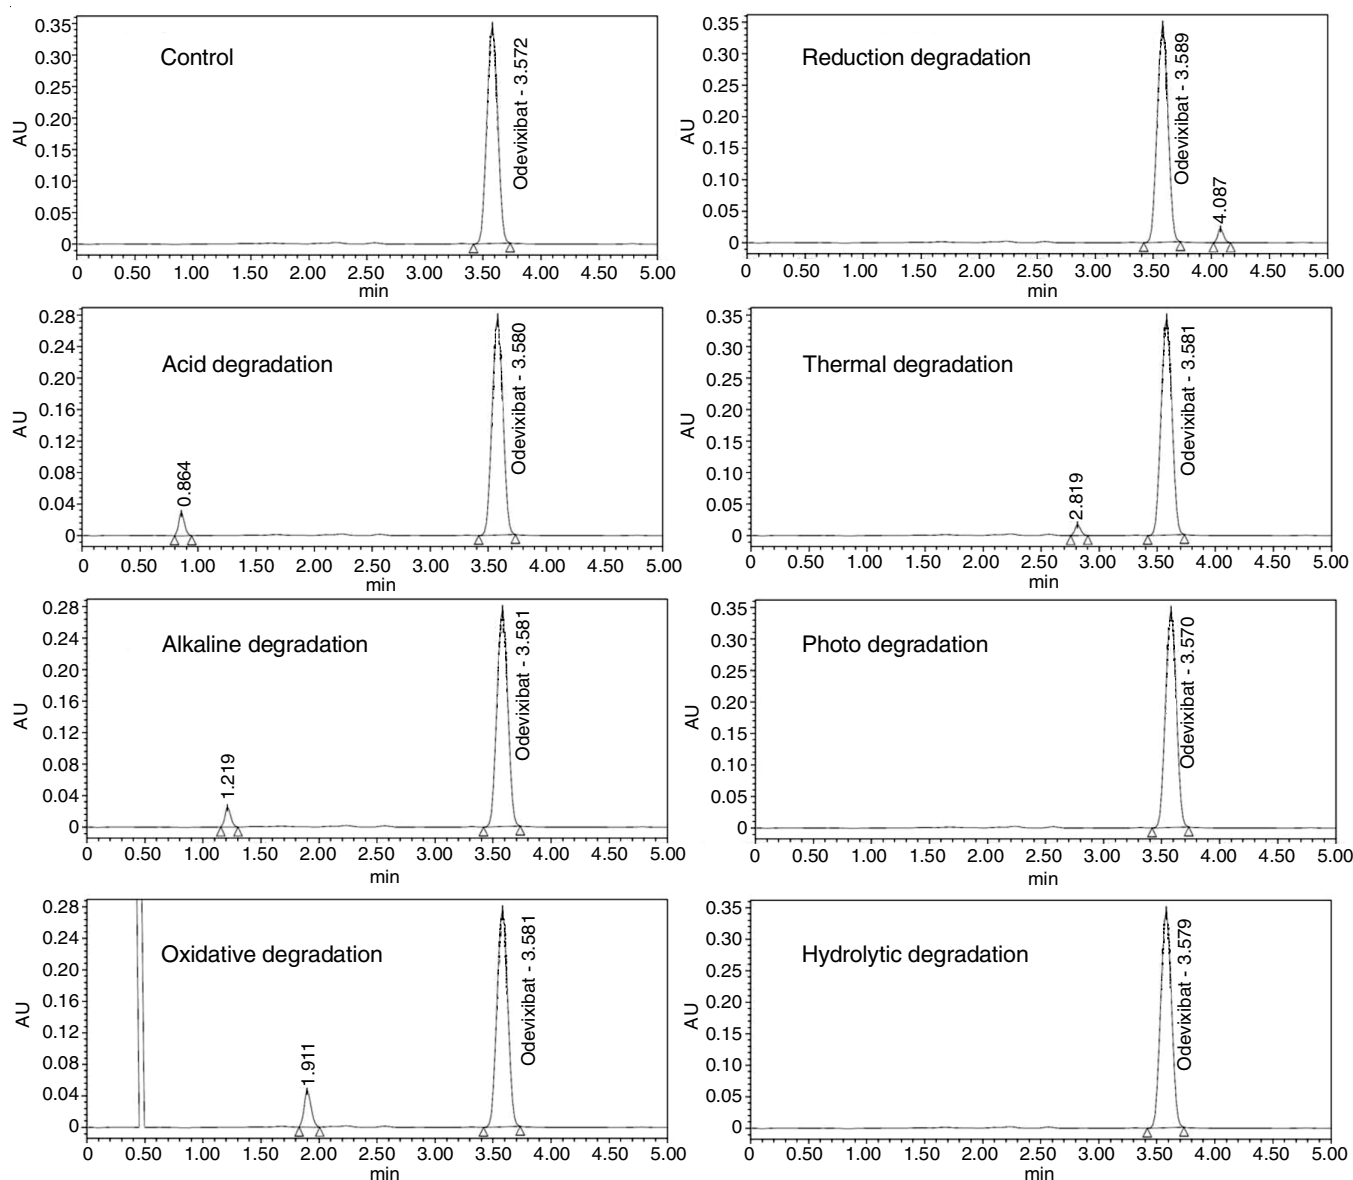 Control
0.35
0.30
0.25
0.20
0.15
0.10
0.05
0
AU
Odevixibat - 3.572
0 0.50 1.00 1.50 2.00 2.50 3.00 3.50 4.00 4.50 5.00
min
Reduction degradation
0.35
0.30
0.25
0.20
0.15
0.10
0.05
0
AU
Odevixibat - 3.589
4.087
0 0.50 1.00 1.50 2.00 2.50 3.00 3.50 4.00 4.50 5.00
min
Acid degradation
0.28
0.24
0.20
0.16
0.12
0.08
0.04
0
AU
0.864
Odevixibat - 3.580
0 0.50 1.00 1.50 2.00 2.50 3.00 3.50 4.00 4.50 5.00
min
Thermal degradation
0.35
0.30
0.25
0.20
0.15
0.10
0.05
0
AU
2.819
Odevixibat - 3.581
0 0.50 1.00 1.50 2.00 2.50 3.00 3.50 4.00 4.50 5.00
min
Alkaline degradation
0.28
0.24
0.20
0.16
0.12
0.08
0.04
0
AU
1.219
Odevixibat - 3.581
0 0.50 1.00 1.50 2.00 2.50 3.00 3.50 4.00 4.50 5.00
min
Photo degradation
0.35
0.30
0.25
0.20
0.15
0.10
0.05
0
AU
Odevixibat - 3.570
0 0.50 1.00 1.50 2.00 2.50 3.00 3.50 4.00 4.50 5.00
min
Oxidative degradation
0.28
0.24
0.20
0.16
0.12
0.08
0.04
0
AU
1.911
Odevixibat - 3.581
0 0.50 1.00 1.50 2.00 2.50 3.00 3.50 4.00 4.50 5.00
min
Hydrolytic degradation
0.35
0.30
0.25
0.20
0.15
0.10
0.05
0
AU
Odevixibat - 3.579
0 0.50 1.00 1.50 2.00 2.50 3.00 3.50 4.00 4.50 5.00
min